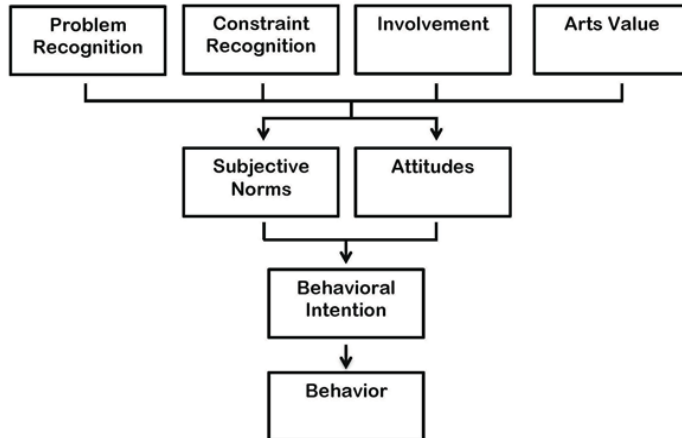 Problem
Recognition
Constraint
Recognition
Involvement
Arts Value
Subjective
Norms
Attitudes
Behavioral
Intention
Behavior